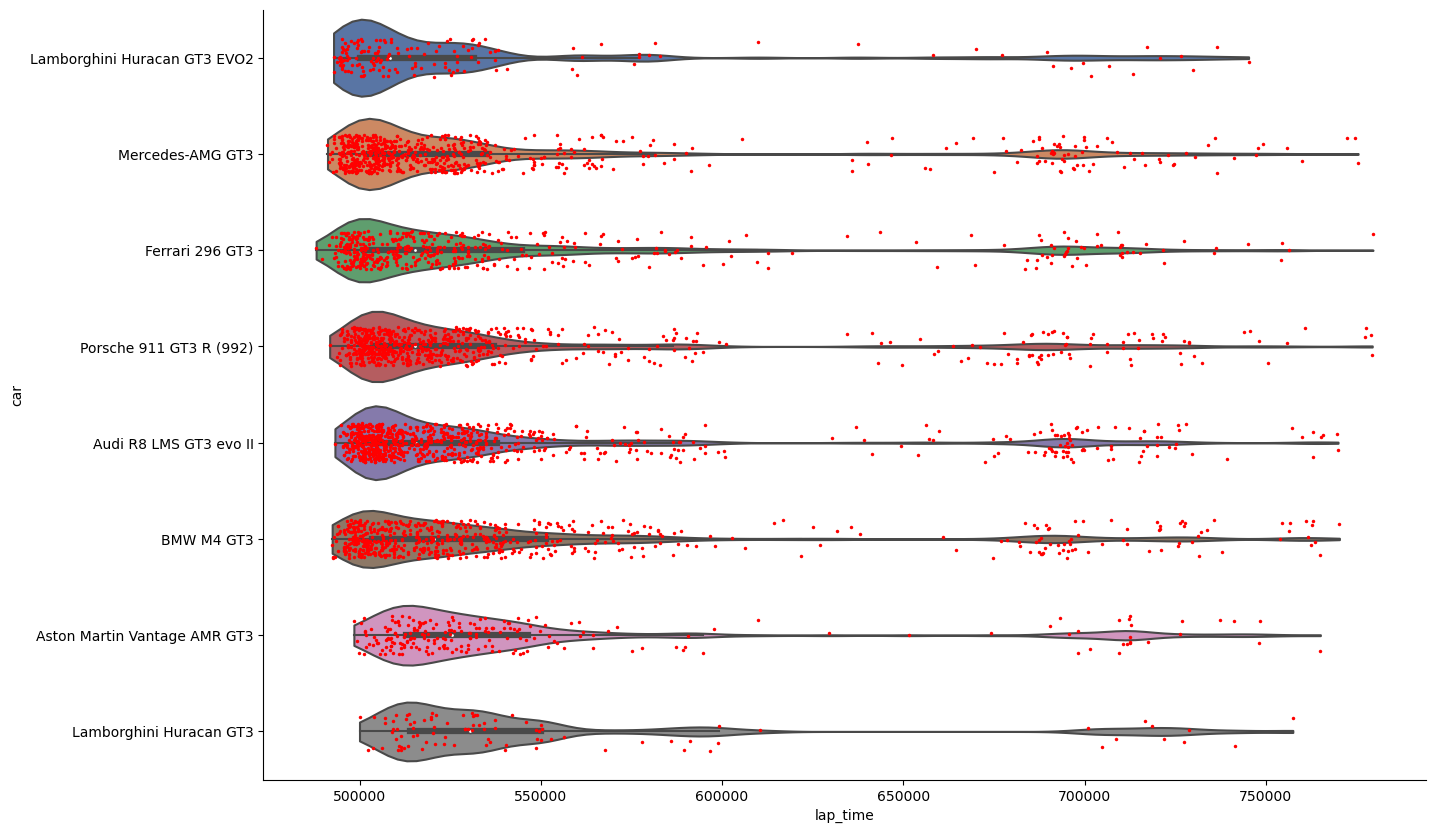 Lamborghini Huracan GT3 EVO2
Mercedes-AMG GT3
Ferrari 296 GT3
Porsche 911 GT3 R (992)
Audi R8 LMS GT3 evo II
BMW M4 GT3
Aston Martin Vantage AMR GT3
Lamborghini Huracan GT3
car
500000 550000 600000 650000 700000 750000
lap_time